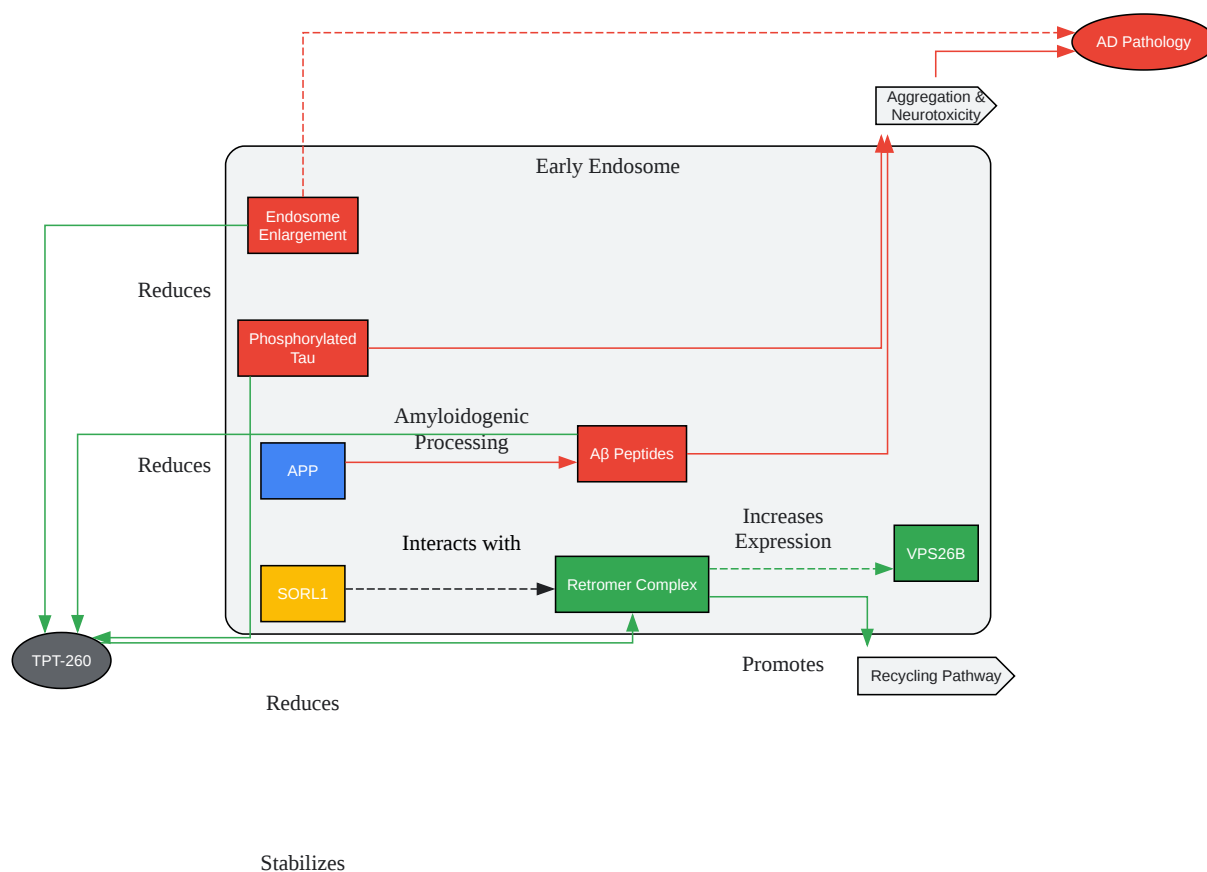 AD Pathology
Aggregation &
Neurotoxicity
Early Endosome
Endosome
Enlargement
Reduces
Phosphorylated
Tau
Amyloidogenic
Processing
Reduces
APP
Aβ Peptides
Increases
Expression
Interacts with
VPS26B
SORL1
Retromer Complex
TPT-260
Promotes
Recycling Pathway
Reduces
Stabilizes